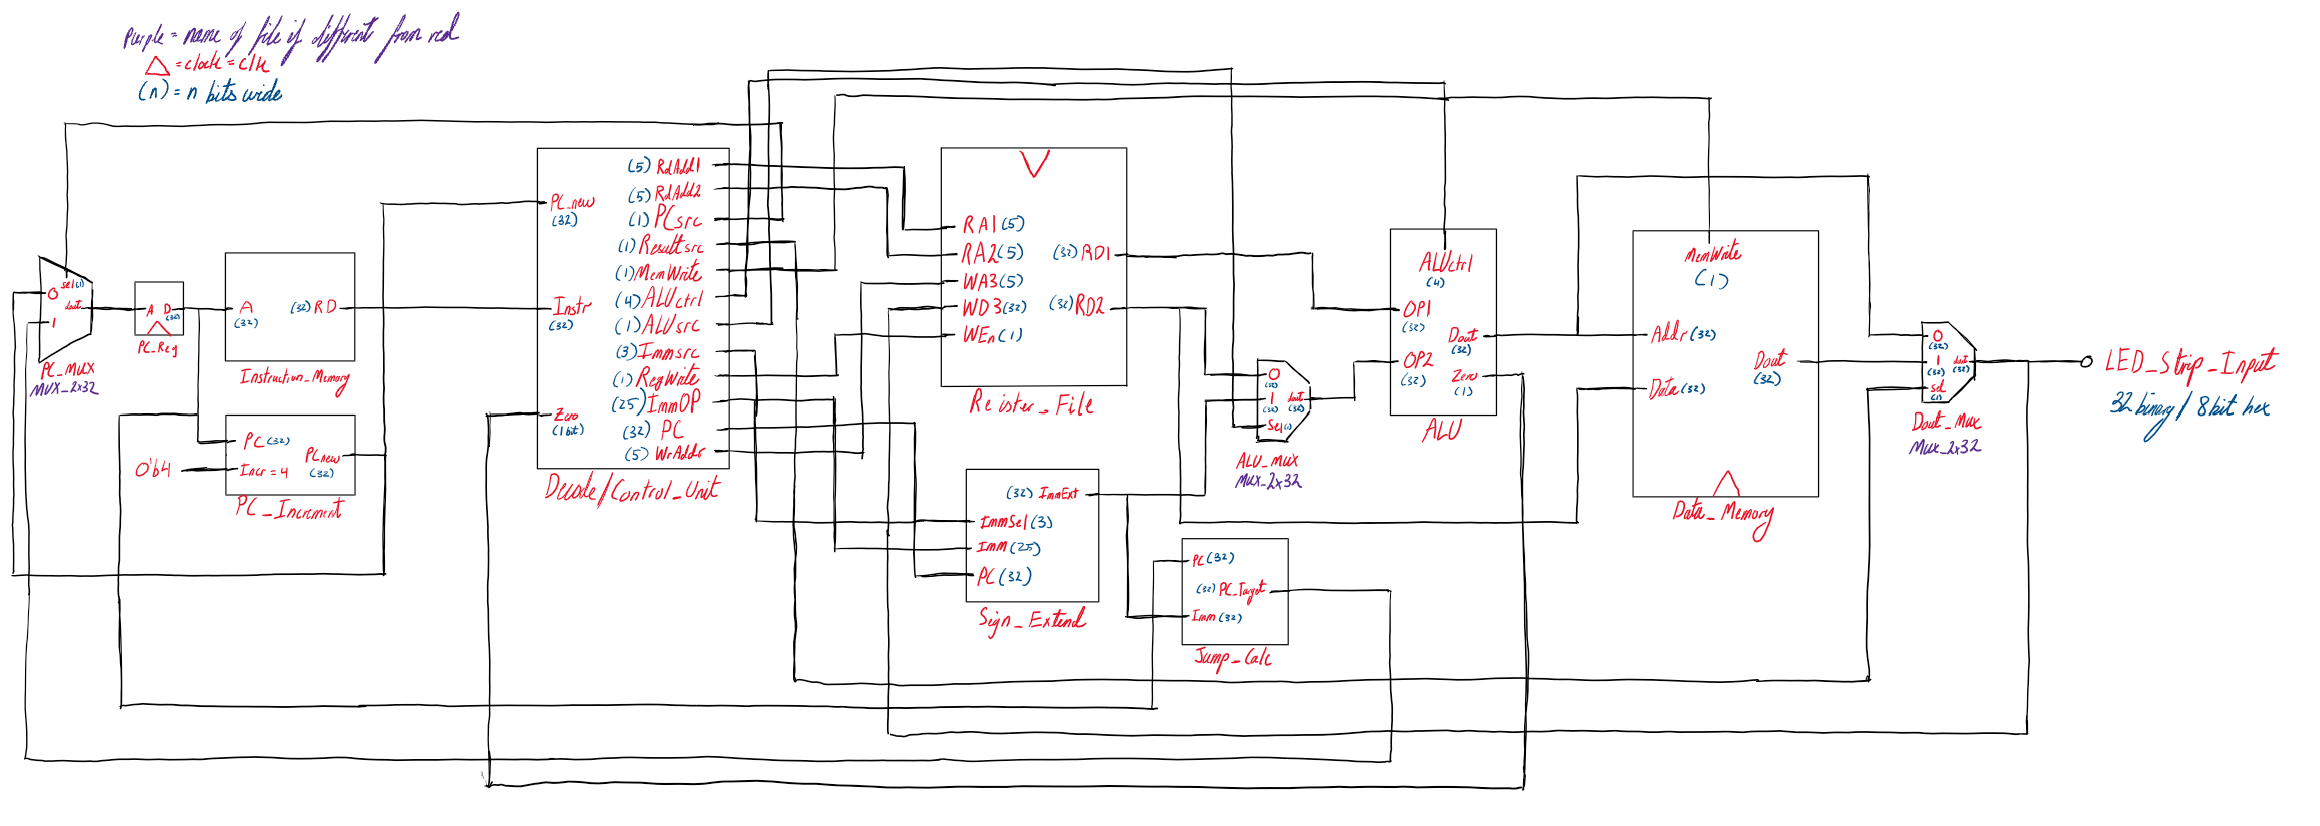 Purple = name of file if different from red
△ = clock = clk
(n) = n bits wide
sel(1)
0
dout
1
PC_MUX
MUX_2x32
A D
(32)
PC_Reg
A
(32)
(32) RD
Instruction_Memory
PC (32)
0'b4
Incr = 4
PCnew
(32)
PC_Increment
PC_new
(32)
Instr
(32)
Zero
(1 bit)
(5) RdAdd1
(5) RdAdd2
(1) PCsrc
(1) Resultsrc
(1) MemWrite
(4) ALUctrl
(1) ALUsrc
(3) Immsrc
(1) RegWrite
(25) ImmOP
(32) PC
(5) WrAddr
Decode/Control_Unit
RA1 (5)
RA2 (5)
WA3 (5)
WD3 (32)
WEn (1)
(32) RD1
(32) RD2
Reister_File
(32) ImmExt
ImmSel (3)
Imm (25)
PC (32)
Sign_Extend
PC (32)
(32) PC_Target
Imm (32)
Jump_Calc
0
(32)
1
dout
(32)
(32)
Sel(1)
ALU_MUX
MUX_2x32
ALUctrl
(4)
OP1
(32)
Dout
(32)
OP2
(32)
Zero
(1)
ALU
MemWrite
(1)
Addr (32)
Dout
(32)
Data (32)
Data_Memory
0
(32)
1
dout
(32)
(32)
sel
(1)
Dout_Mux
Mux_2x32
LED_Strip_Input
32 binary / 8bit hex